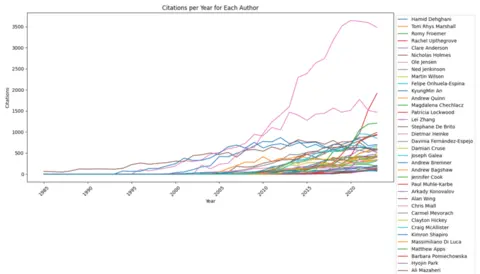 Citations per Year for Each Author
Citations
3500
3000
2500
2000
1500
1000
500
0
1985
1990
1995
2000
2005
2010
2015
2020
Year
Hamid Dehghani
Tom Rhys Marshall
Romy Froemer
Rachel Upthegrove
Clare Anderson
Nicholas Holmes
Ole Jensen
Ned Jenkinson
Martin Wilson
Felipe Orihuela-Espina
KyungMin An
Andrew Quinn
Magdalena Chechlacz
Patricia Lockwood
Lei Zhang
Stephane De Brito
Dietmar Heinke
Davinia Fernández-Espejo
Damian Cruse
Joseph Galea
Andrew Breiner
Andrew Bagshaw
Jennifer Cook
Paul Muhle-Karbe
Arkady Konovalov
Alan Wing
Chris Miall
Carmel Mevorach
Clayton Hickey
Craig McAllister
Kimron Shapiro
Massimiliano Di Luca
Matthew Apps
Barbara Pomiechowska
Hyojin Park
Ali Mazaheri